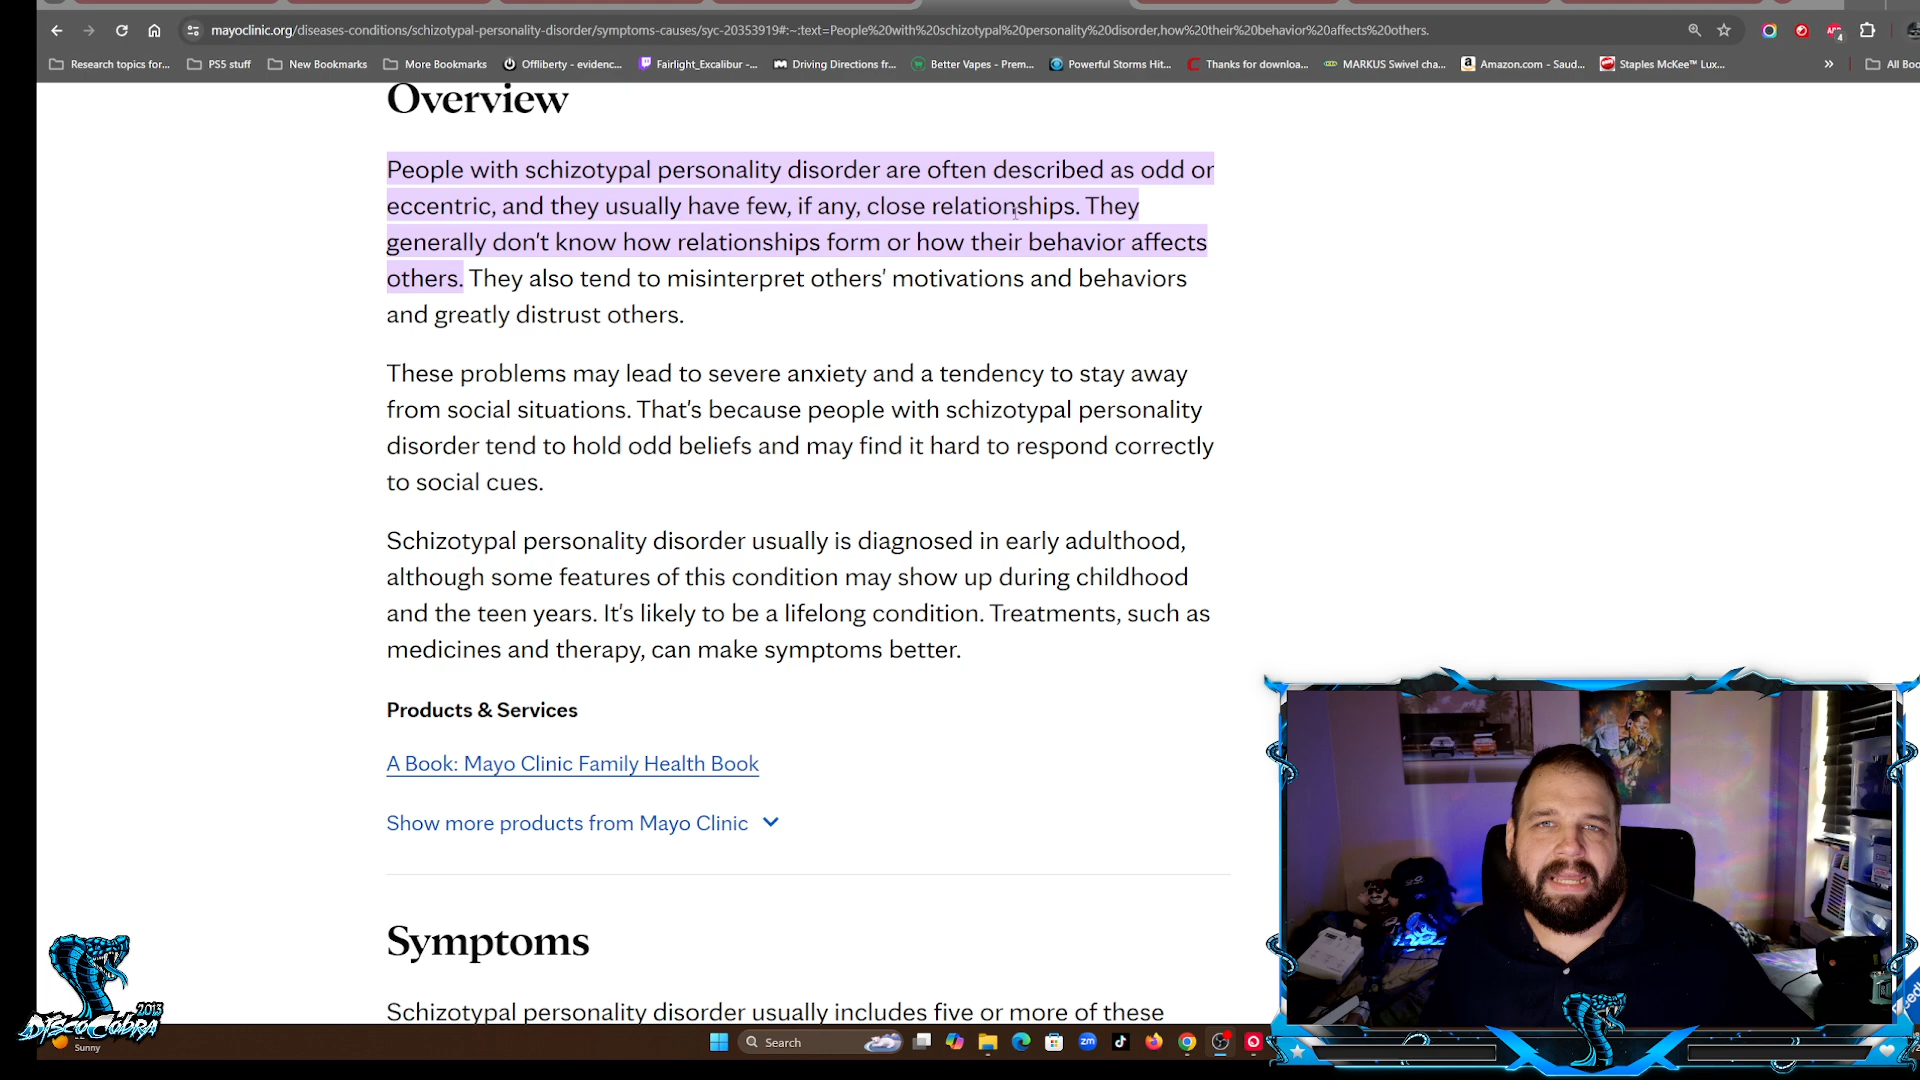 mayoclinic.org/diseases-conditions/schizotypal-personality-disorder/symptoms-causes/syc-20353919#:~:text=People%20with%20schizotypal%20personality%20disorder,how%20their%20behavior%20affects%20others.
Research topics for... PS5 stuff New Bookmarks More Bookmarks Offliberty - evidenc... Fairlight_Excalibur -... Driving Directions fr... Better Vapes - Prem... Powerful Storms Hit... Thanks for downloa... MARKUS Swivel cha... Amazon.com - Saud... Staples McKee™ Lux... » All Boo
Overview
People with schizotypal personality disorder are often described as odd or
eccentric, and they usually have few, if any, close relationships. They
generally don't know how relationships form or how their behavior affects
others. They also tend to misinterpret others' motivations and behaviors
and greatly distrust others.
These problems may lead to severe anxiety and a tendency to stay away
from social situations. That's because people with schizotypal personality
disorder tend to hold odd beliefs and may find it hard to respond correctly
to social cues.
Schizotypal personality disorder usually is diagnosed in early adulthood,
although some features of this condition may show up during childhood
and the teen years. It's likely to be a lifelong condition. Treatments, such as
medicines and therapy, can make symptoms better.
Products & Services
A Book: Mayo Clinic Family Health Book
Show more products from Mayo Clinic
Symptoms
Schizotypal personality disorder usually includes five or more of these
2013
DiscoCobra
Sunny
Search
zm